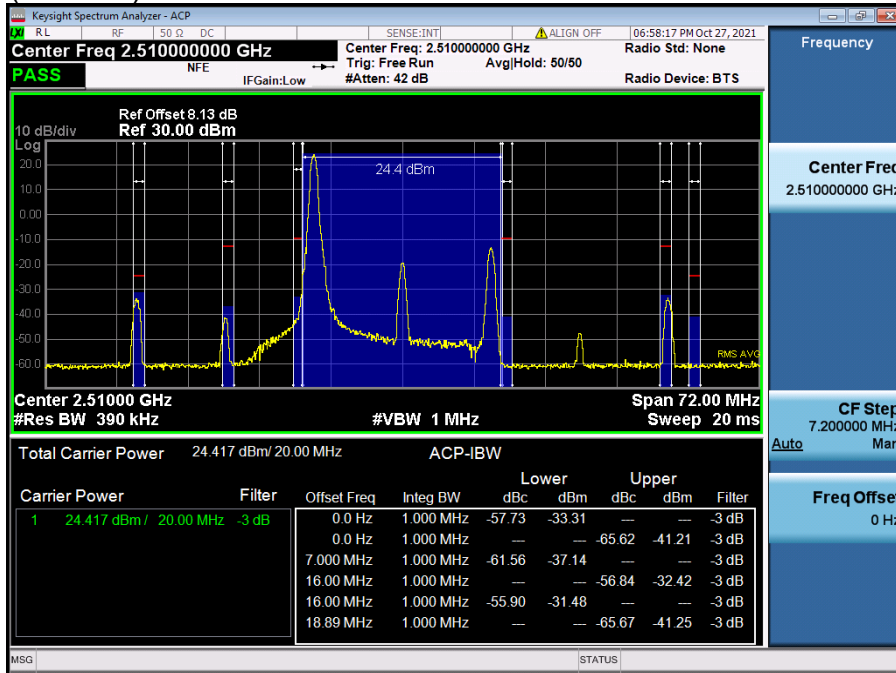 Keysight Spectrum Analyzer - ACP
LXI RL RF 50 Ω DC SENSE:INT ALIGN OFF 06:58:17 PM Oct 27, 2021
Center Freq 2.510000000 GHz Center Freq: 2.510000000 GHz Radio Std: None
Trig: Free Run Avg|Hold: 50/50
PASS NFE IFGain:Low #Atten: 42 dB Radio Device: BTS
Ref Offset 8.13 dB
10 dB/div Ref 30.00 dBm
Log
20.0
24.4 dBm
10.0
0.00
-10.0
-20.0
-30.0
-40.0
-50.0
RMS AVG
-60.0
Center 2.51000 GHz Span 72.00 MHz
#Res BW 390 kHz #VBW 1 MHz Sweep 20 ms
Total Carrier Power 24.417 dBm/ 20.00 MHz ACP-IBW
Lower Upper
Carrier Power Filter Offset Freq Integ BW dBc dBm dBc dBm Filter
1 24.417 dBm / 20.00 MHz -3 dB 0.0 Hz 1.000 MHz -57.73 -33.31 --- --- -3 dB
0.0 Hz 1.000 MHz --- --- -65.62 -41.21 -3 dB
7.000 MHz 1.000 MHz -61.56 -37.14 --- --- -3 dB
16.00 MHz 1.000 MHz --- --- -56.84 -32.42 -3 dB
16.00 MHz 1.000 MHz -55.90 -31.48 --- --- -3 dB
18.89 MHz 1.000 MHz --- --- -65.67 -41.25 -3 dB
MSG STATUS
Frequency
Center Freq
2.510000000 GHz
CF Step
7.200000 MHz
Auto Man
Freq Offset
0 Hz